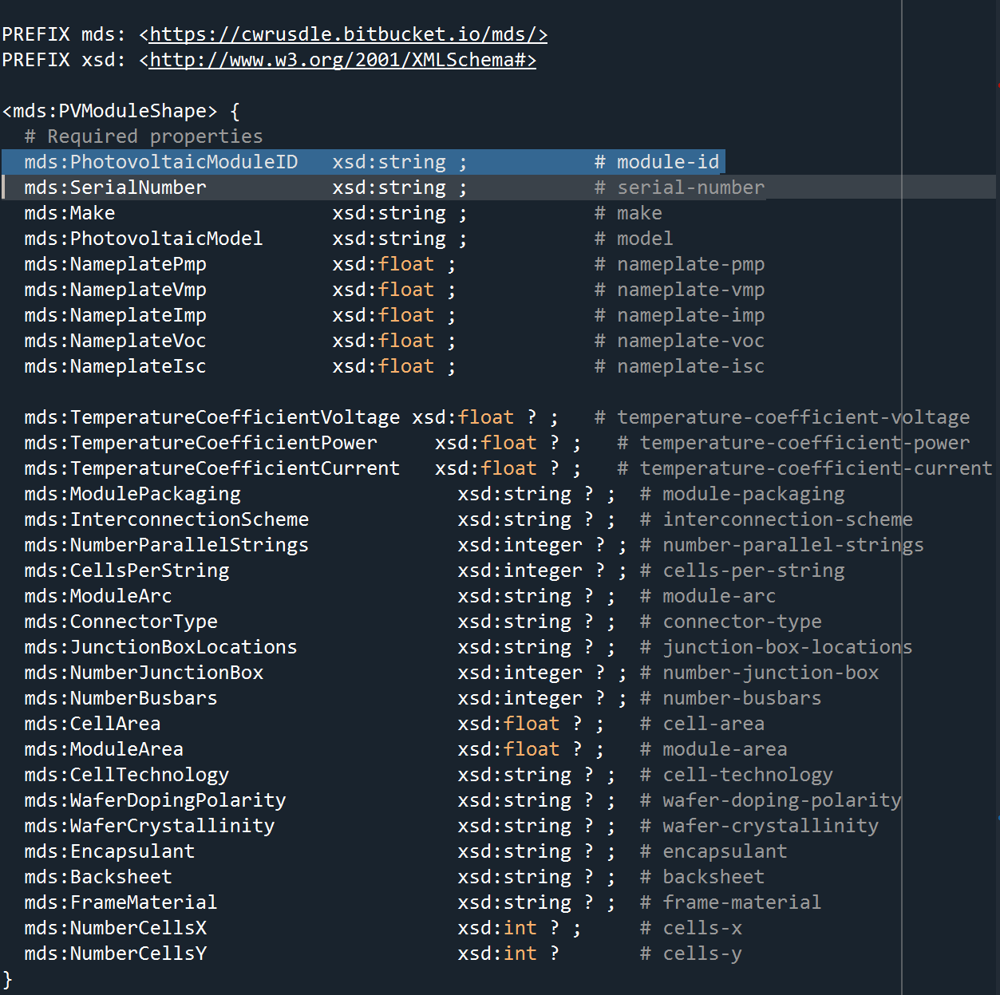 PREFIX mds: <https://cwrusdle.bitbucket.io/mds/>
PREFIX xsd: <http://www.w3.org/2001/XMLSchema#>
<mds:PVModuleShape> {
# Required properties
mds:PhotovoltaicModuleID xsd:string ; # module-id
mds:SerialNumber xsd:string ; # serial-number
mds:Make xsd:string ; # make
mds:PhotovoltaicModel xsd:string ; # model
mds:NameplatePmp xsd:float ; # nameplate-pmp
mds:NameplateVmp xsd:float ; # nameplate-vmp
mds:NameplateImp xsd:float ; # nameplate-imp
mds:NameplateVoc xsd:float ; # nameplate-voc
mds:NameplateIsc xsd:float ; # nameplate-isc
mds:TemperatureCoefficientVoltage xsd:float ? ; # temperature-coefficient-voltage
mds:TemperatureCoefficientPower xsd:float ? ; # temperature-coefficient-power
mds:TemperatureCoefficientCurrent xsd:float ? ; # temperature-coefficient-current
mds:ModulePackaging xsd:string ? ; # module-packaging
mds:InterconnectionScheme xsd:string ? ; # interconnection-scheme
mds:NumberParallelStrings xsd:integer ? ; # number-parallel-strings
mds:CellsPerString xsd:integer ? ; # cells-per-string
mds:ModuleArc xsd:string ? ; # module-arc
mds:ConnectorType xsd:string ? ; # connector-type
mds:JunctionBoxLocations xsd:string ? ; # junction-box-locations
mds:NumberJunctionBox xsd:integer ? ; # number-junction-box
mds:NumberBusbars xsd:integer ? ; # number-busbars
mds:CellArea xsd:float ? ; # cell-area
mds:ModuleArea xsd:float ? ; # module-area
mds:CellTechnology xsd:string ? ; # cell-technology
mds:WaferDopingPolarity xsd:string ? ; # wafer-doping-polarity
mds:WaferCrystallinity xsd:string ? ; # wafer-crystallinity
mds:Encapsulant xsd:string ? ; # encapsulant
mds:Backsheet xsd:string ? ; # backsheet
mds:FrameMaterial xsd:string ? ; # frame-material
mds:NumberCellsX xsd:int ? ; # cells-x
mds:NumberCellsY xsd:int ? # cells-y
}